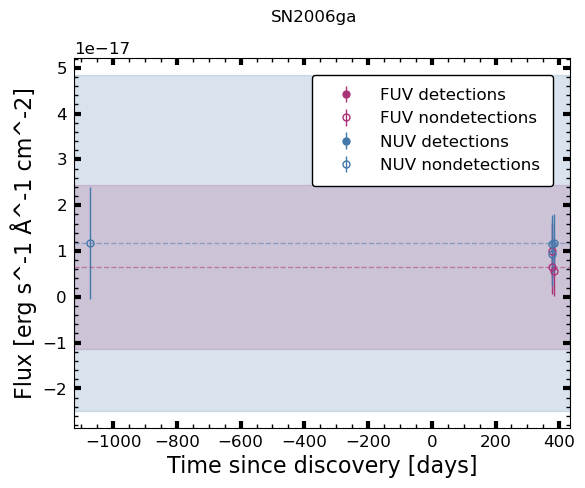 SN2006ga
1e−17
Flux [erg s^-1 Å^-1 cm^-2]
5
4
3
2
1
0
−1
−2
FUV detections
FUV nondetections
NUV detections
NUV nondetections
−1000 −800 −600 −400 −200 0 200 400
Time since discovery [days]